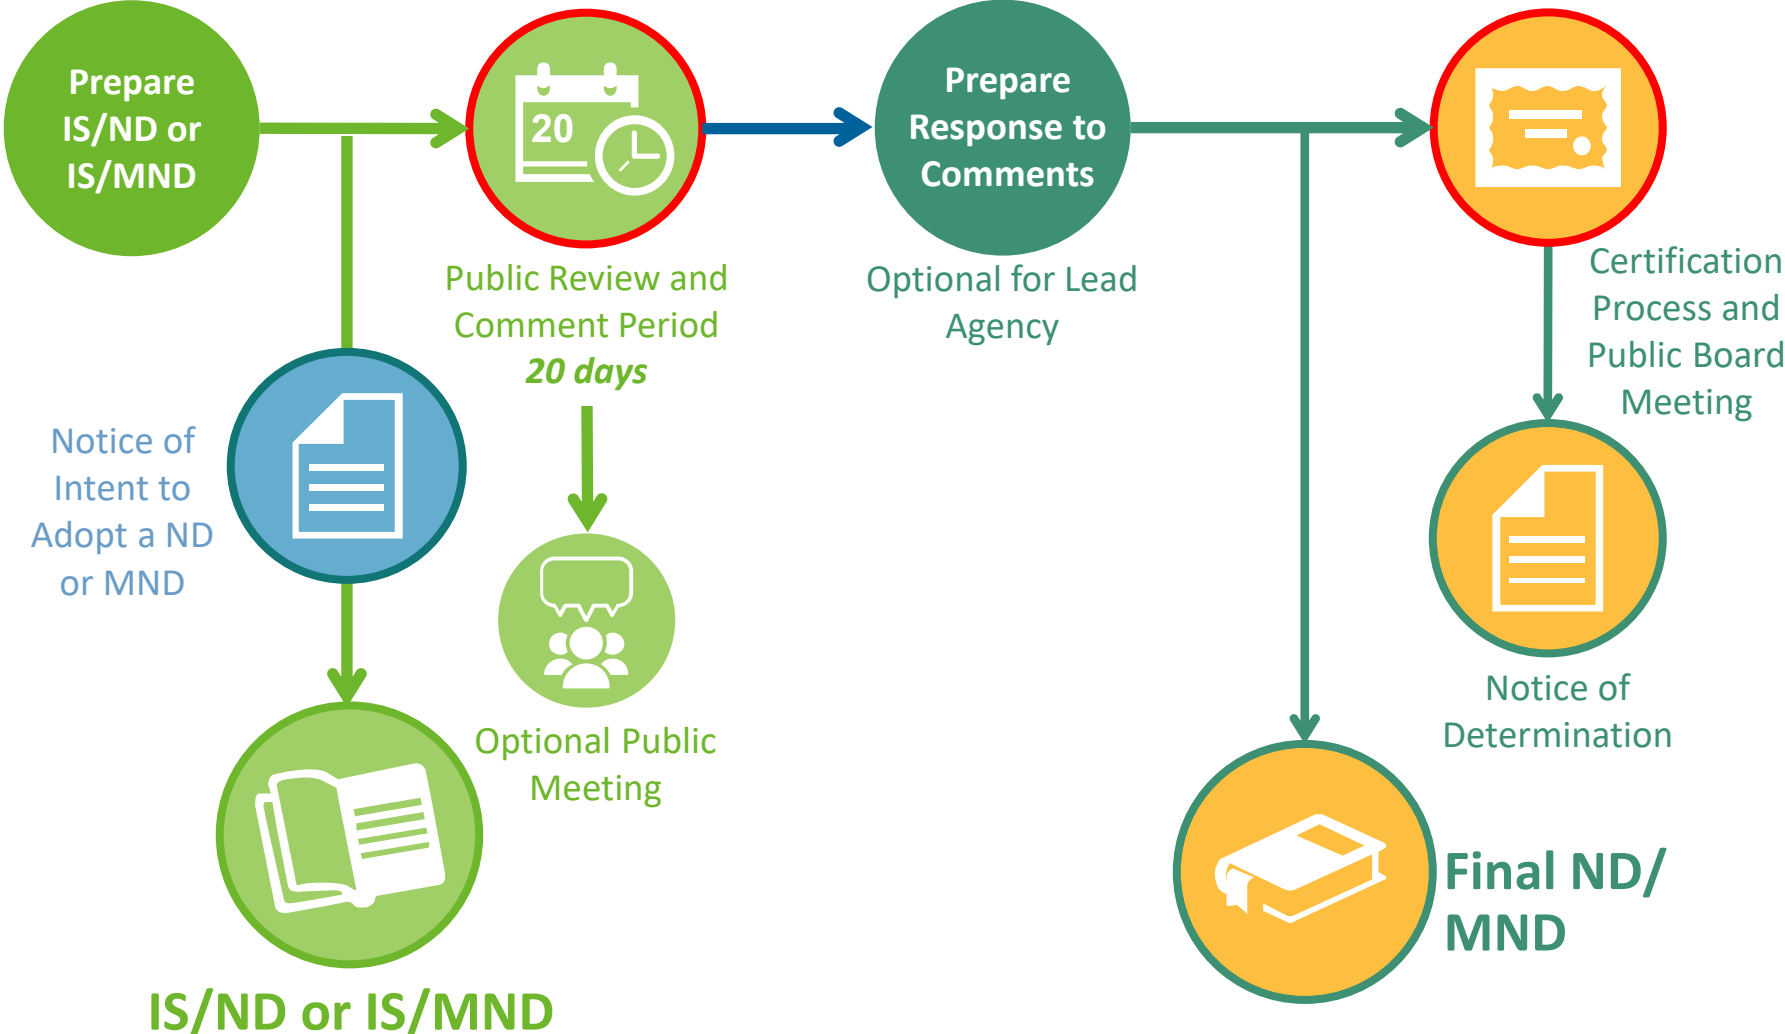 Prepare
IS/ND or
IS/MND
20
Public Review and
Comment Period
20 days
Prepare
Response to
Comments
Optional for Lead
Agency
Certification
Process and
Public Board
Meeting
Notice of
Intent to
Adopt a ND
or MND
Optional Public
Meeting
Notice of
Determination
Final ND/
MND
IS/ND or IS/MND